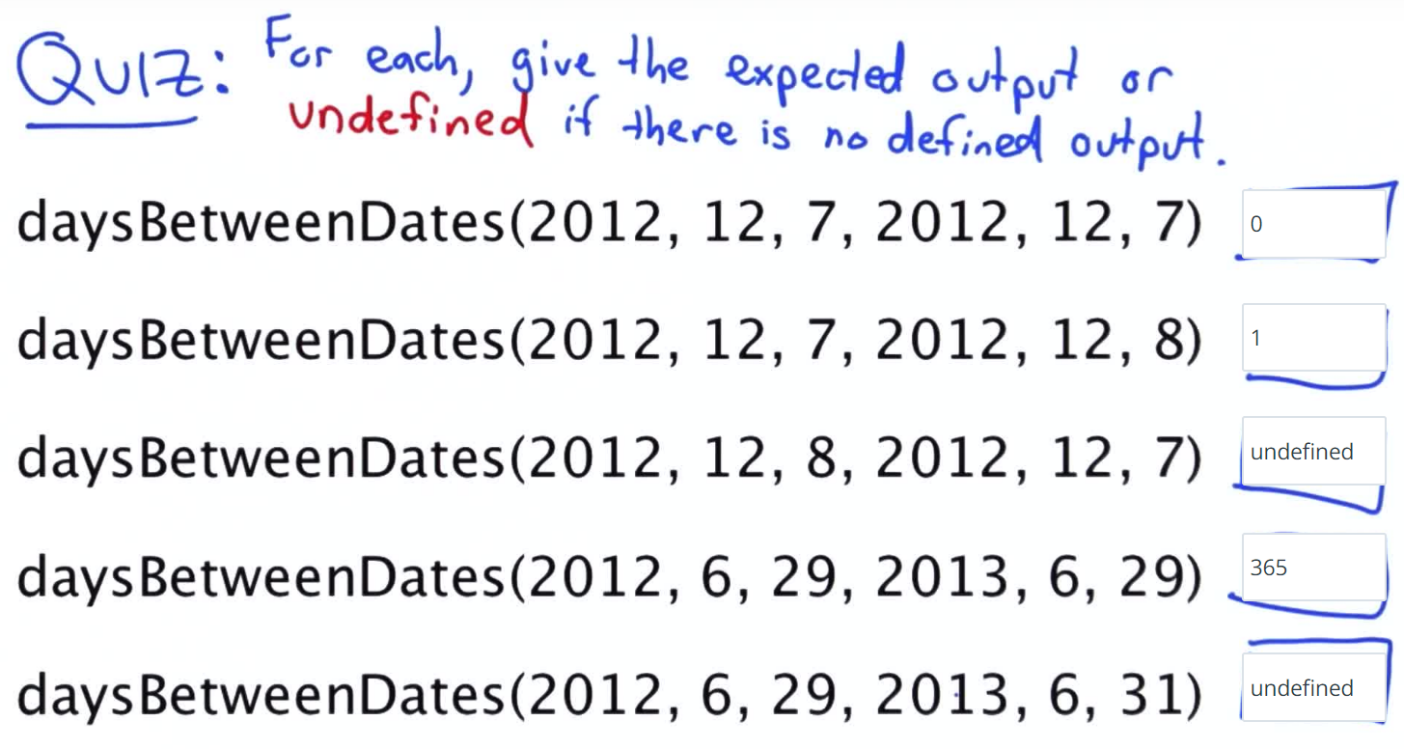 QUIZ: For each, give the expected output or
undefined if there is no defined output.
daysBetweenDates(2012, 12, 7, 2012, 12, 7) 0
daysBetweenDates(2012, 12, 7, 2012, 12, 8) 1
daysBetweenDates(2012, 12, 8, 2012, 12, 7) undefined
daysBetweenDates(2012, 6, 29, 2013, 6, 29) 365
daysBetweenDates(2012, 6, 29, 2013, 6, 31) undefined